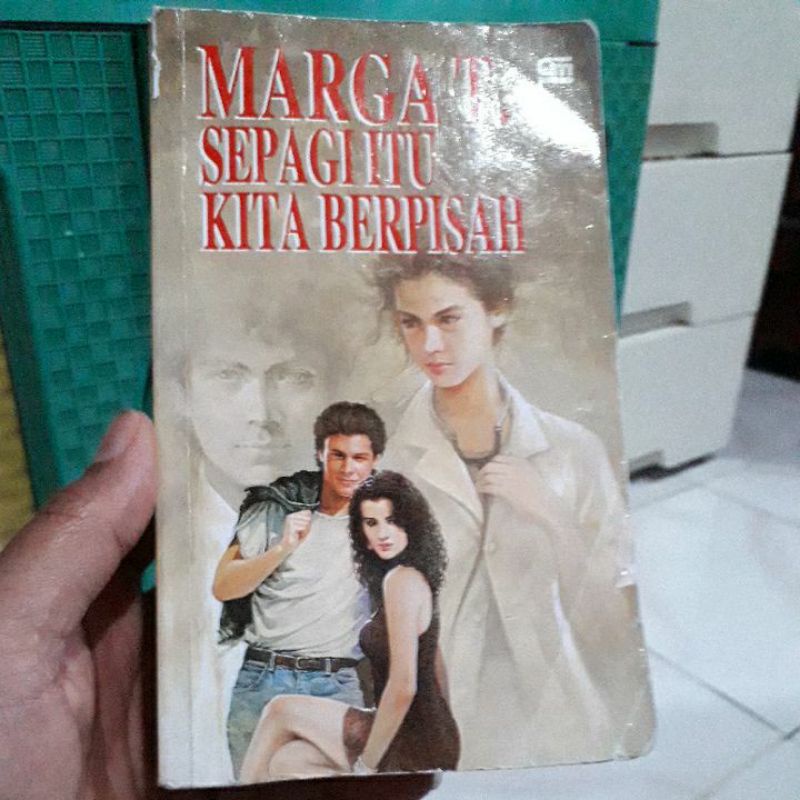 MARGA T.
SEPAGI ITU
KITA BERPISAH